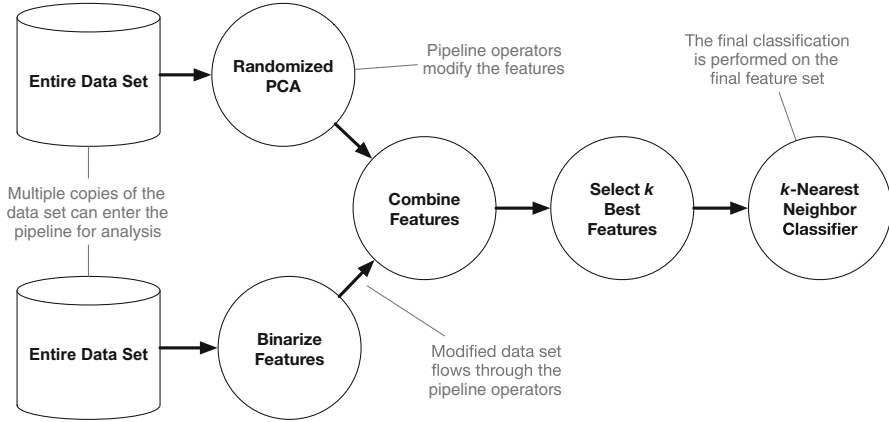 Entire Data Set
Randomized
PCA
Pipeline operators
modify the features
The final classification
is performed on the
final feature set
Multiple copies of the
data set can enter the
pipeline for analysis
Combine
Features
Select k
Best
Features
k-Nearest
Neighbor
Classifier
Entire Data Set
Binarize
Features
Modified data set
flows through the
pipeline operators